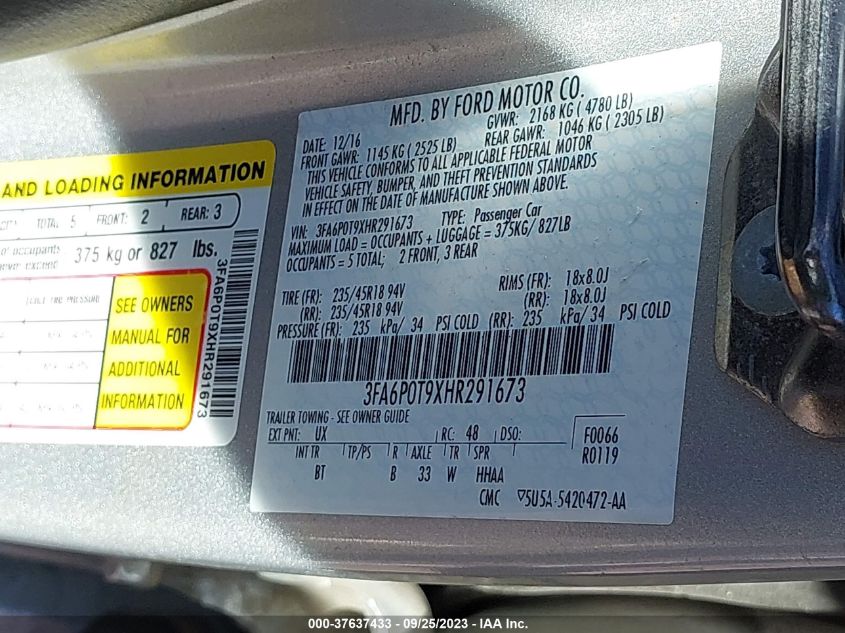 AND LOADING INFORMATION
TOTAL 5 FRONT: 2 REAR: 3
of occupants
375 kg or 827 lbs.
SEE OWNERS
MANUAL FOR
ADDITIONAL
INFORMATION
3FA6P0T9XHR291673
MFD. BY FORD MOTOR CO.
DATE: 12/16 GVWR: 2168 KG ( 4780 LB)
FRONT GAWR: 1145 KG ( 2525 LB) REAR GAWR: 1046 KG ( 2305 LB)
THIS VEHICLE CONFORMS TO ALL APPLICABLE FEDERAL MOTOR
VEHICLE SAFETY, BUMPER, AND THEFT PREVENTION STANDARDS
IN EFFECT ON THE DATE OF MANUFACTURE SHOWN ABOVE.
VIN: 3FA6P0T9XHR291673 TYPE: Passenger Car
MAXIMUM LOAD = OCCUPANTS + LUGGAGE = 375KG/ 827LB
OCCUPANTS = 5 TOTAL; 2 FRONT, 3 REAR
TIRE (FR): 235/45R18 94V RIMS (FR): 18x8.0J
(RR): 235/45R18 94V (RR): 18x8.0J
PRESSURE (FR): 235 kPa/ 34 PSI COLD (RR): 235 kPa/ 34 PSI COLD
3FA6P0T9XHR291673
TRAILER TOWING - SEE OWNER GUIDE
EXT PNT: UX RC: 48 DSO: F0066
INT TR TP/PS R AXLE TR SPR R0119
BT B 33 W HHAA
CMC ▽5U5A-5420472-AA
000-37637433 - 09/25/2023 - IAA Inc.